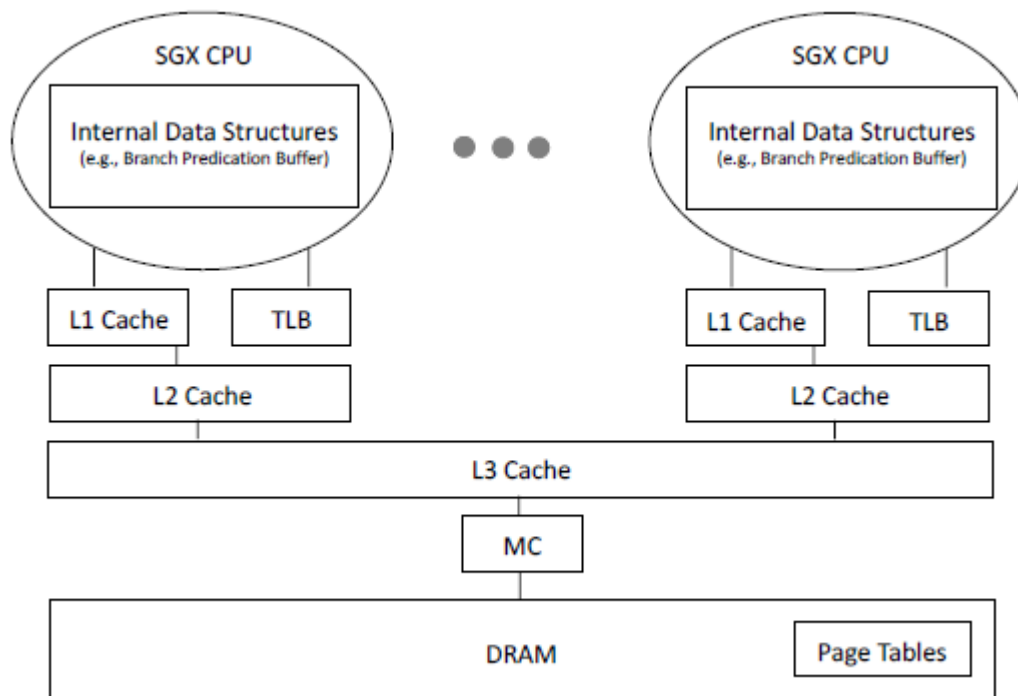 SGX CPU
Internal Data Structures
(e.g., Branch Predication Buffer)
L1 Cache
TLB
L2 Cache
SGX CPU
Internal Data Structures
(e.g., Branch Predication Buffer)
L1 Cache
TLB
L2 Cache
L3 Cache
MC
DRAM
Page Tables